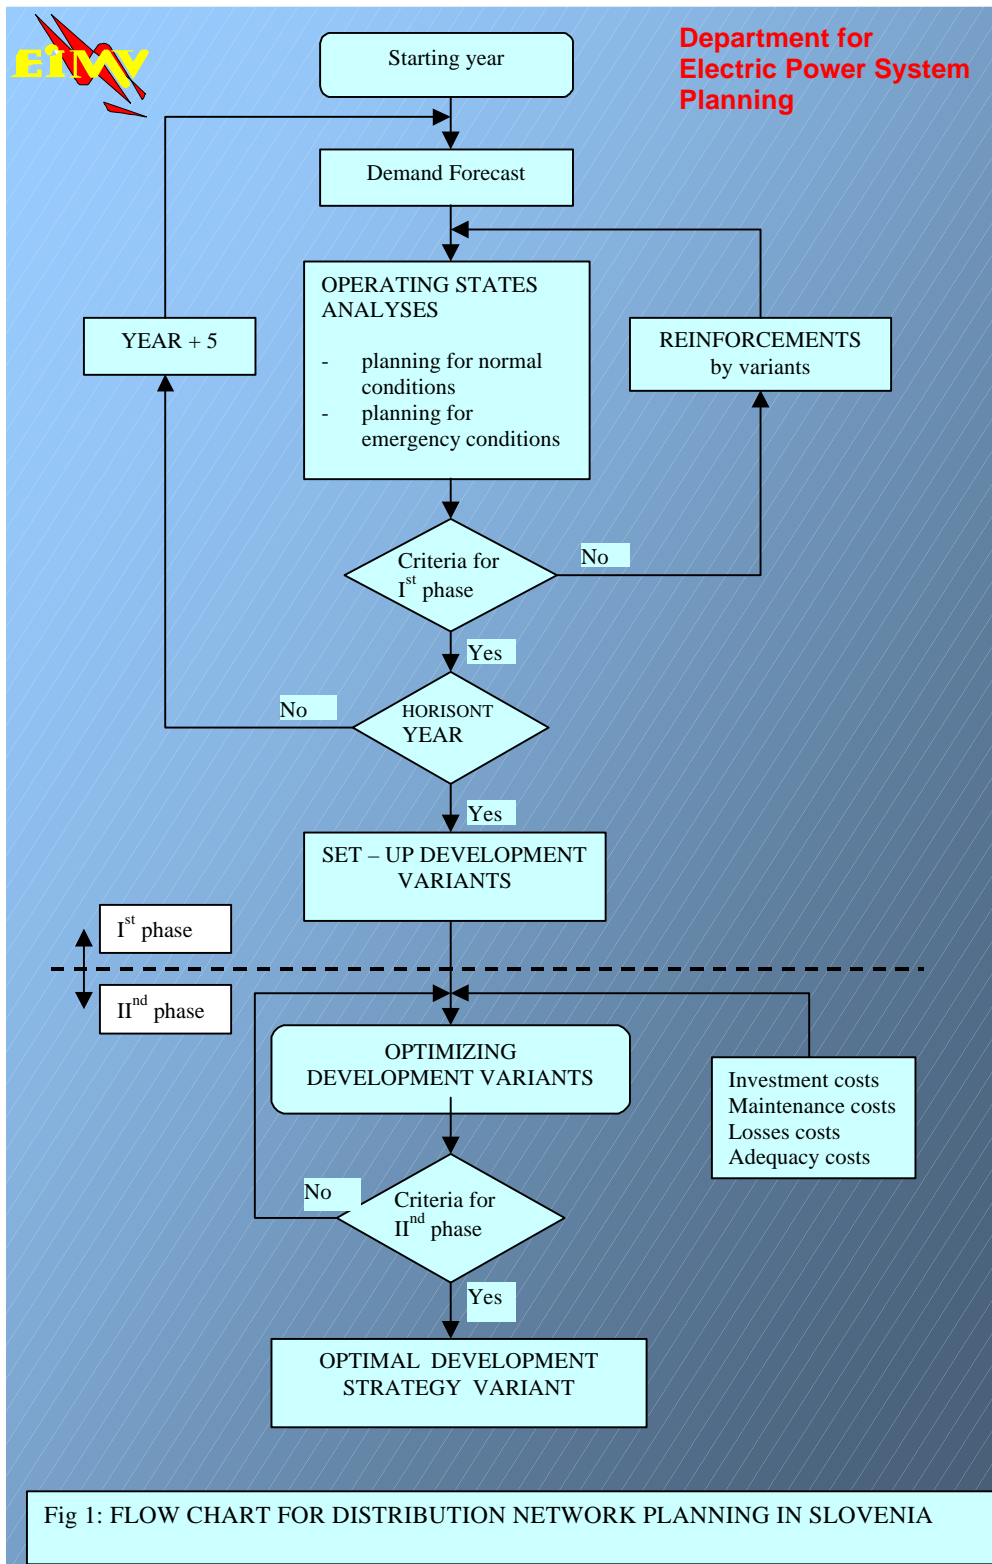 EiMV
Department for
Electric Power System
Planning
Starting year
Demand Forecast
OPERATING STATES
ANALYSES
- planning for normal
conditions
- planning for
emergency conditions
YEAR + 5
REINFORCEMENTS
by variants
Criteria for
Ist phase
No
Yes
No
HORISONT
YEAR
Yes
SET – UP DEVELOPMENT
VARIANTS
Ist phase
IInd phase
OPTIMIZING
DEVELOPMENT VARIANTS
Investment costs
Maintenance costs
Losses costs
Adequacy costs
No
Criteria for
IInd phase
Yes
OPTIMAL DEVELOPMENT
STRATEGY VARIANT
Fig 1: FLOW CHART FOR DISTRIBUTION NETWORK PLANNING IN SLOVENIA